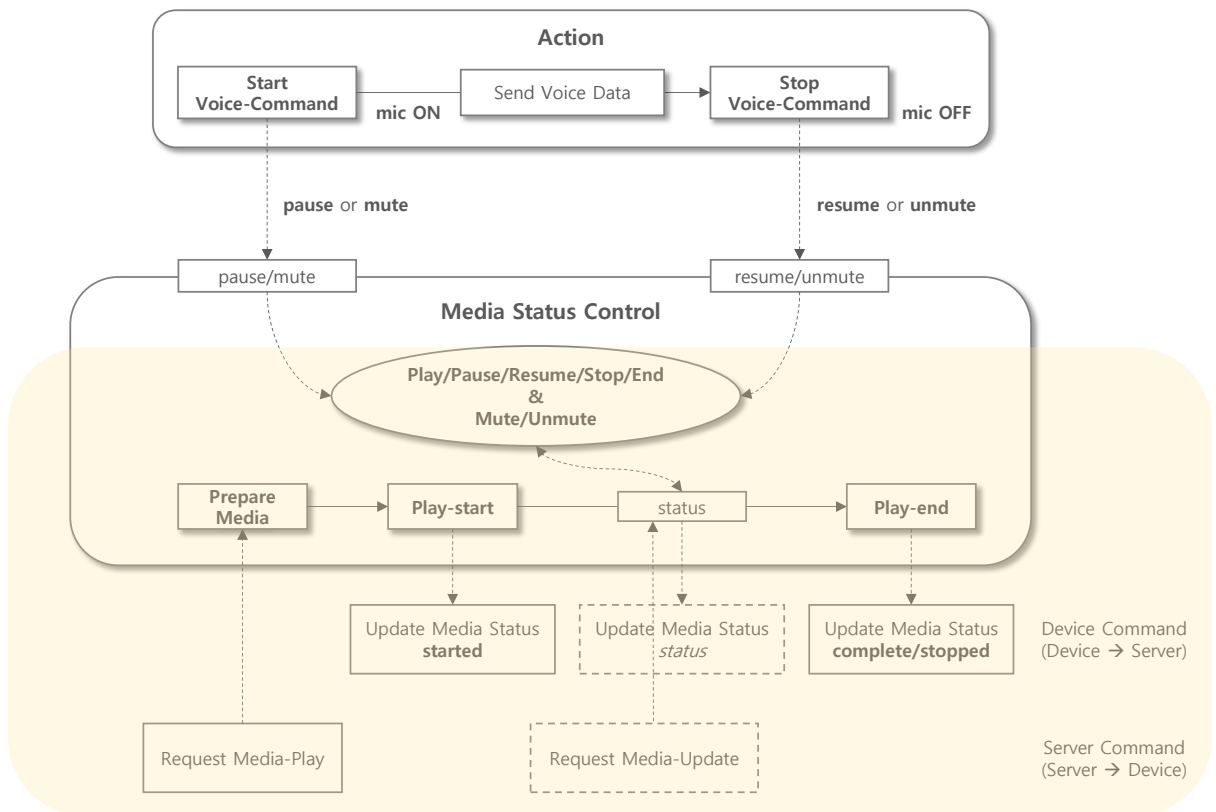 Action
Start
Voice-Command
Send Voice Data
Stop
Voice-Command
mic ON
mic OFF
pause or mute
resume or unmute
pause/mute
resume/unmute
Media Status Control
Play/Pause/Resume/Stop/End
&
Mute/Unmute
Prepare
Media
Play-start
status
Play-end
Update Media Status
started
Update Media Status
status
Update Media Status
complete/stopped
Device Command
(Device → Server)
Request Media-Play
Request Media-Update
Server Command
(Server → Device)